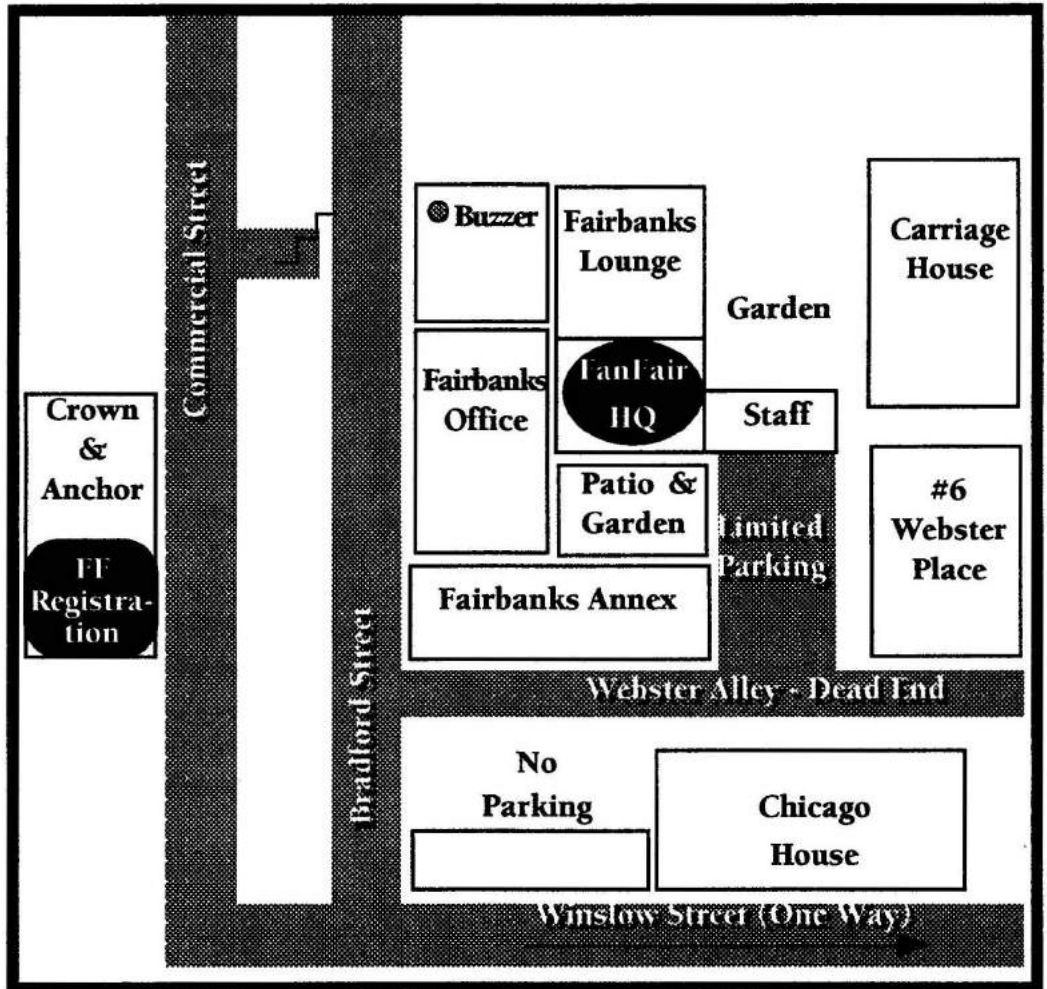 Commercial Street
Bradford Street
Buzzer
Fairbanks
Lounge
Carriage
House
Garden
FanFair
HQ
Fairbanks
Office
Staff
Crown
&
Anchor
FF
Registra-
tion
Patio &
Garden
Limited
Parking
#6
Webster
Place
Fairbanks Annex
Webster Alley - Dead End
No
Parking
Chicago
House
Winslow Street (One Way)